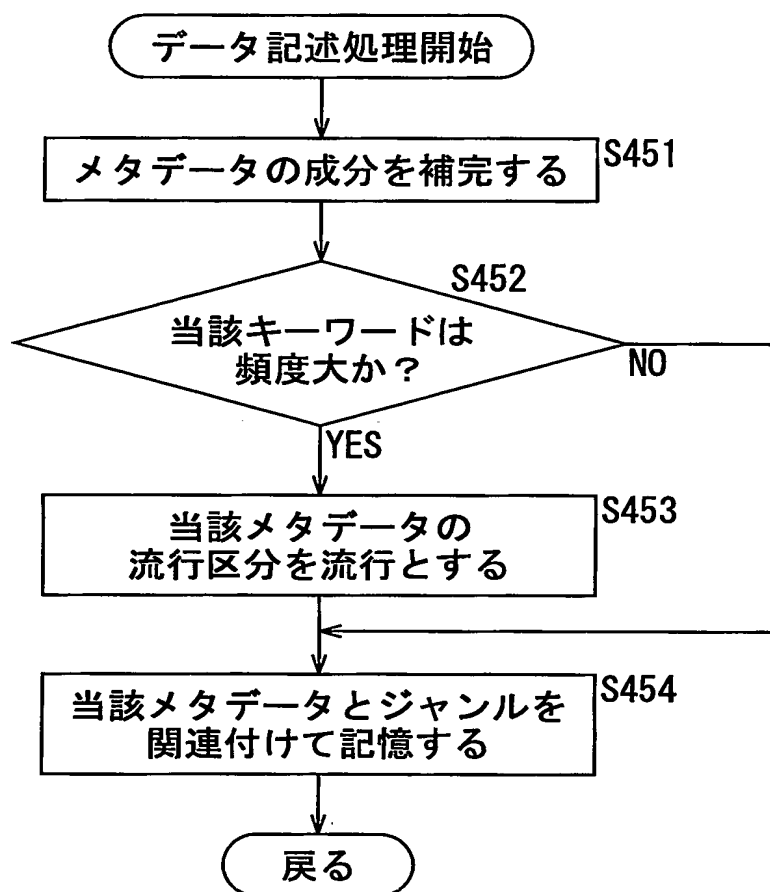 データ記述処理開始
S451
メタデータの成分を補完する
S452
当該キーワードは
頻度大か？
NO
YES
S453
当該メタデータの
流行区分を流行とする
S454
当該メタデータとジャンルを
関連付けて記憶する
戻る